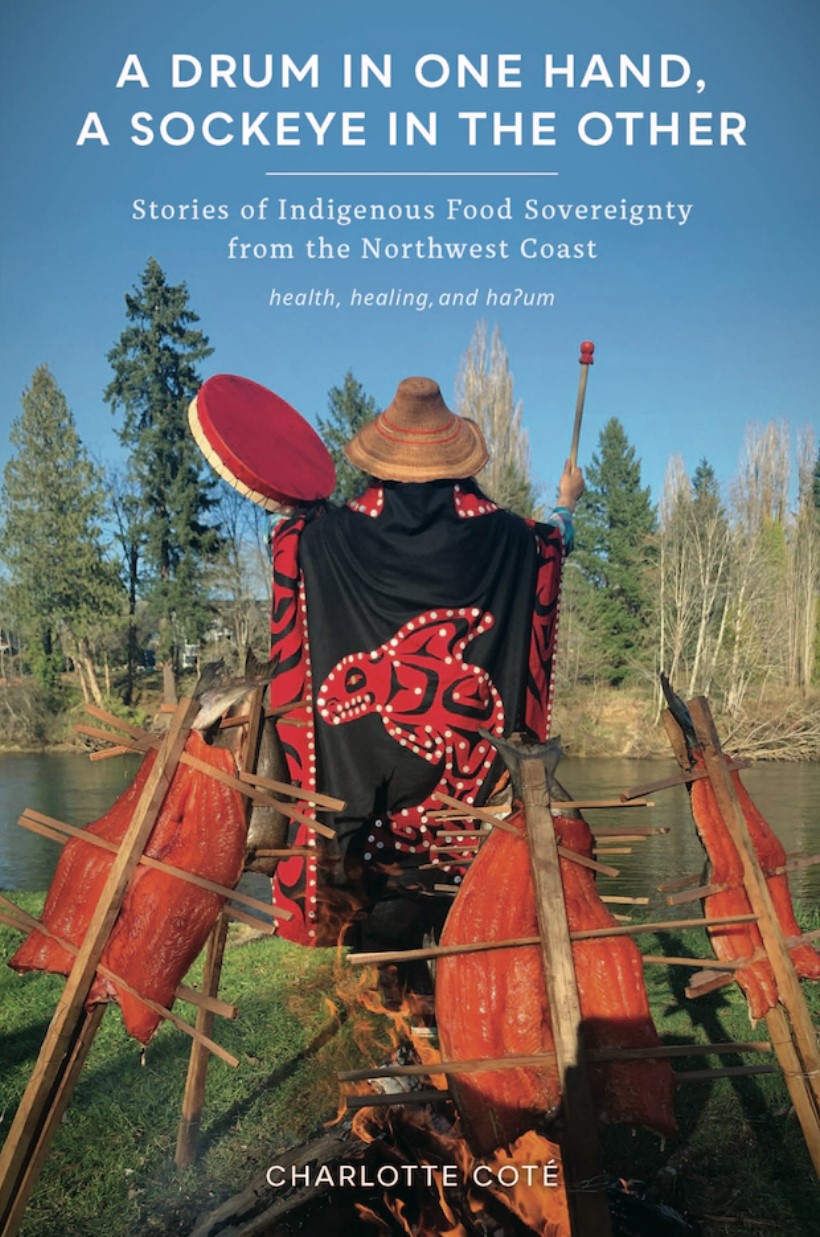 A DRUM IN ONE HAND,
A SOCKEYE IN THE OTHER
Stories of Indigenous Food Sovereignty
from the Northwest Coast
health, healing, and haʔum
CHARLOTTE COTÉ